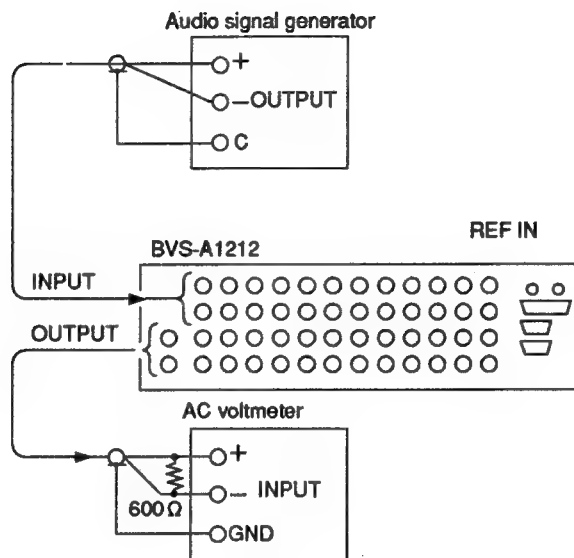 Audio signal generator
+
– OUTPUT
C
REF IN
BVS-A1212
INPUT
OUTPUT
AC voltmeter
+
– INPUT
600 Ω
GND